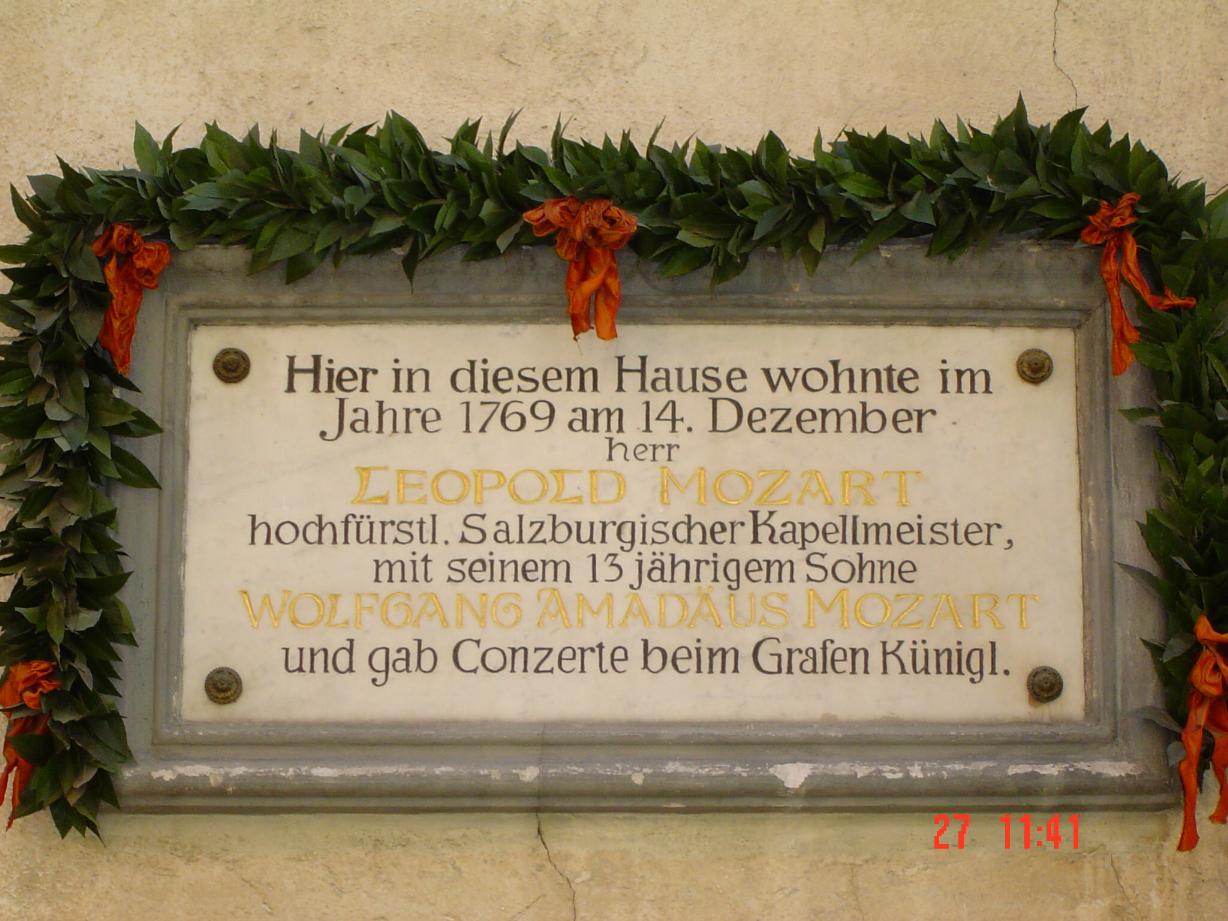 Hier in diesem Hause wohnte im
Jahre 1769 am 14. Dezember
herr
LEOPOLD MOZART
hochfürstl. Salzburgischer Kapellmeister,
mit seinem 13 jährigem Sohne
WOLFGANG AMADÄUS MOZART
und gab Conzerte beim Grafen Künigl.
27 11:41